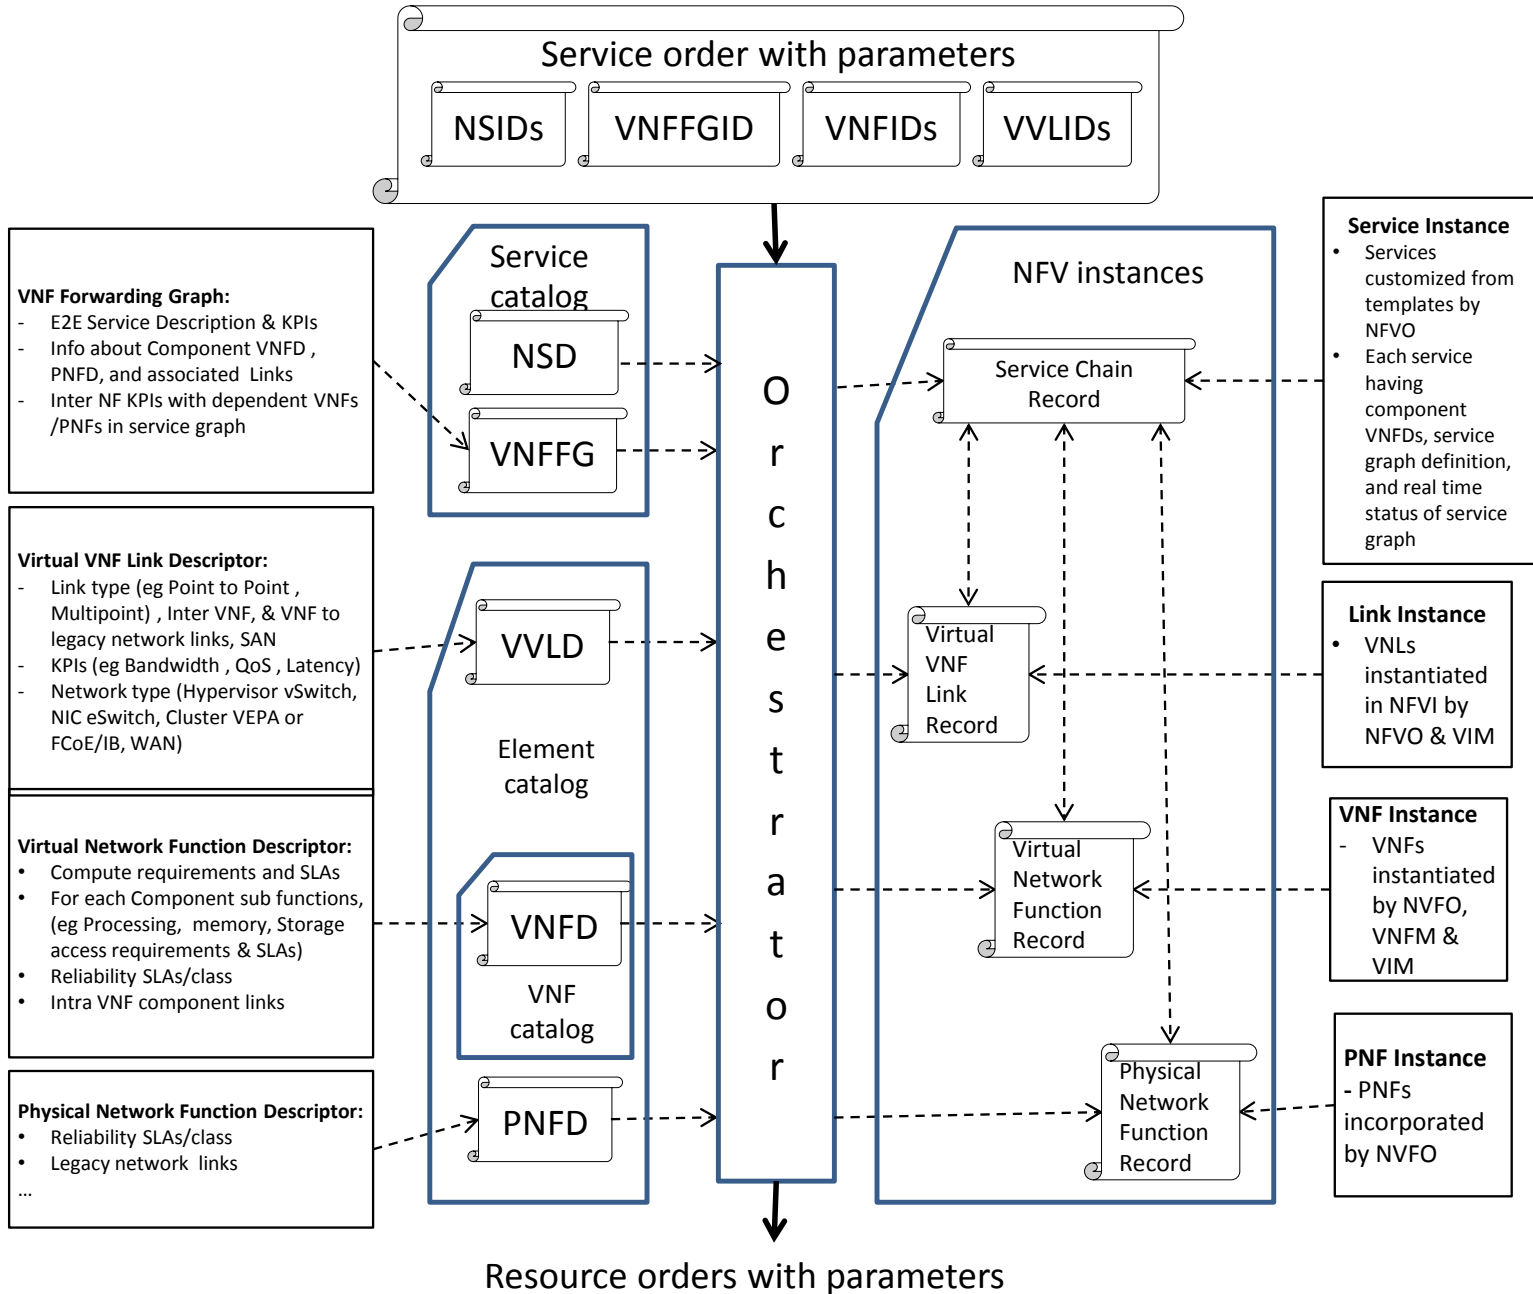 Service order with parameters
NSIDs
VNFFGID
VNFIDs
VVLIDs
VNF Forwarding Graph:
- E2E Service Description & KPIs
- Info about Component VNFD ,
PNFD, and associated Links
- Inter NF KPIs with dependent VNFs
/PNFs in service graph
Virtual VNF Link Descriptor:
- Link type (eg Point to Point ,
Multipoint) , Inter VNF, & VNF to
legacy network links, SAN
- KPIs (eg Bandwidth , QoS , Latency)
- Network type (Hypervisor vSwitch,
NIC eSwitch, Cluster VEPA or
FCoE/IB, WAN)
Virtual Network Function Descriptor:
• Compute requirements and SLAs
• For each Component sub functions,
(eg Processing, memory, Storage
access requirements & SLAs)
• Reliability SLAs/class
• Intra VNF component links
Physical Network Function Descriptor:
• Reliability SLAs/class
• Legacy network links
...
Service
catalog
NSD
VNFFG
VVLD
Element
catalog
VNFD
VNF
catalog
PNFD
O
r
c
h
e
s
t
r
a
t
o
r
NFV instances
Service Chain
Record
Virtual
VNF
Link
Record
Virtual
Network
Function
Record
Physical
Network
Function
Record
Service Instance
• Services
customized from
templates by
NFVO
• Each service
having
component
VNFDs, service
graph definition,
and real time
status of service
graph
Link Instance
• VNLs
instantiated
in NFVI by
NFVO & VIM
VNF Instance
- VNFs
instantiated
by NVFO,
VNFM &
VIM
PNF Instance
- PNFs
incorporated
by NVFO
Resource orders with parameters